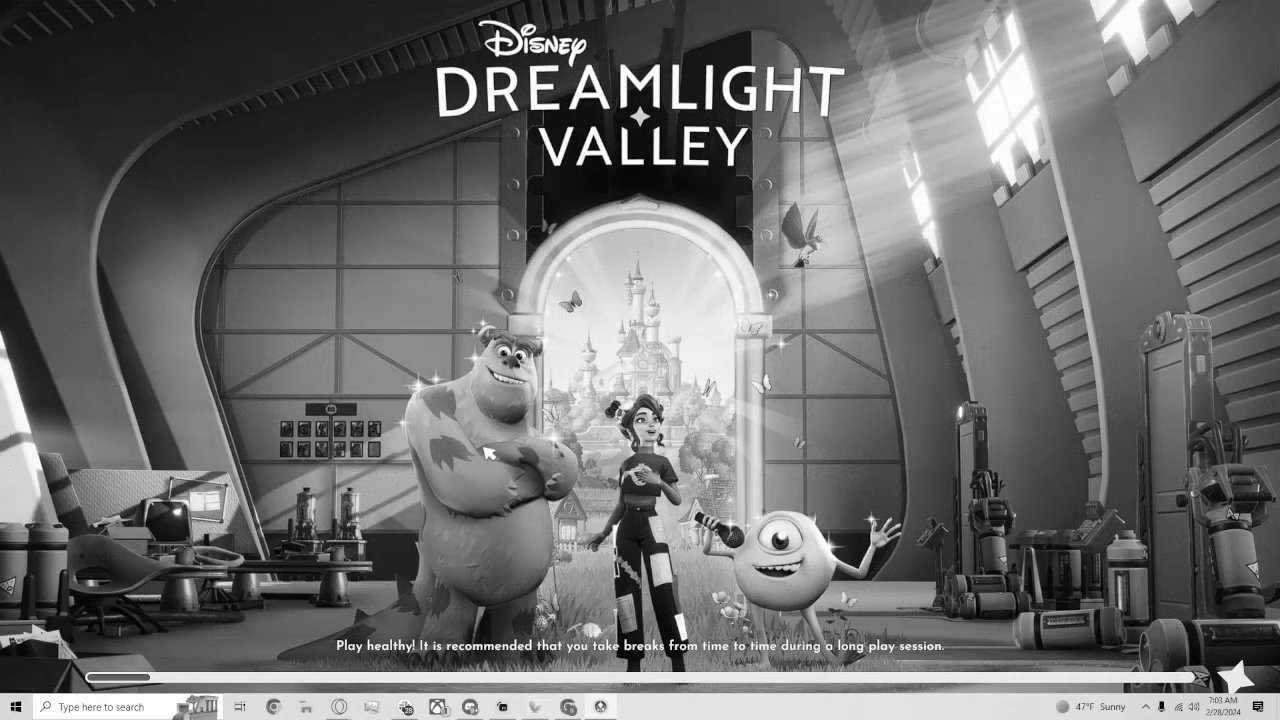 Disney
DREAMLIGHT
VALLEY
Play healthy! It is recommended that you take breaks from time to time during a long play session.
Type here to search
47°F Sunny
7:03 AM
2/28/2024